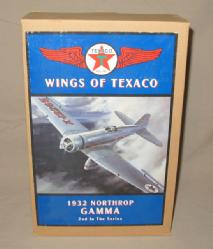 TEXACO
WINGS OF TEXACO
1932 NORTHROP
GAMMA
2nd In The Series